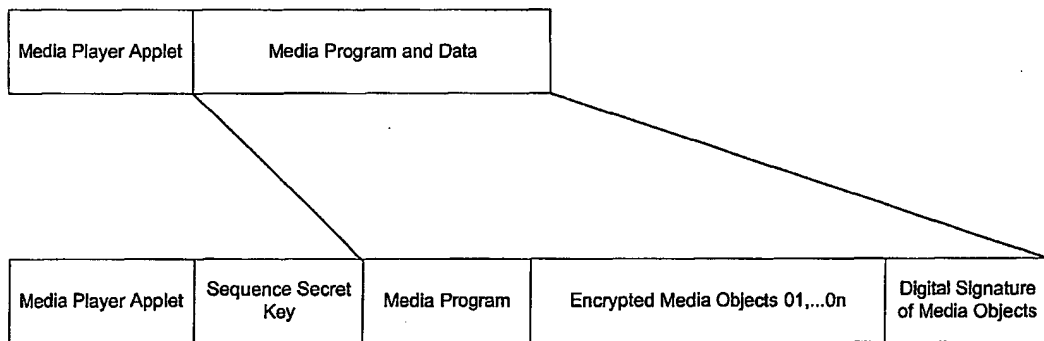 Media Player Applet
Media Program and Data
Media Player Applet
Sequence Secret
Key
Media Program
Encrypted Media Objects 01,...0n
Digital Signature
of Media Objects